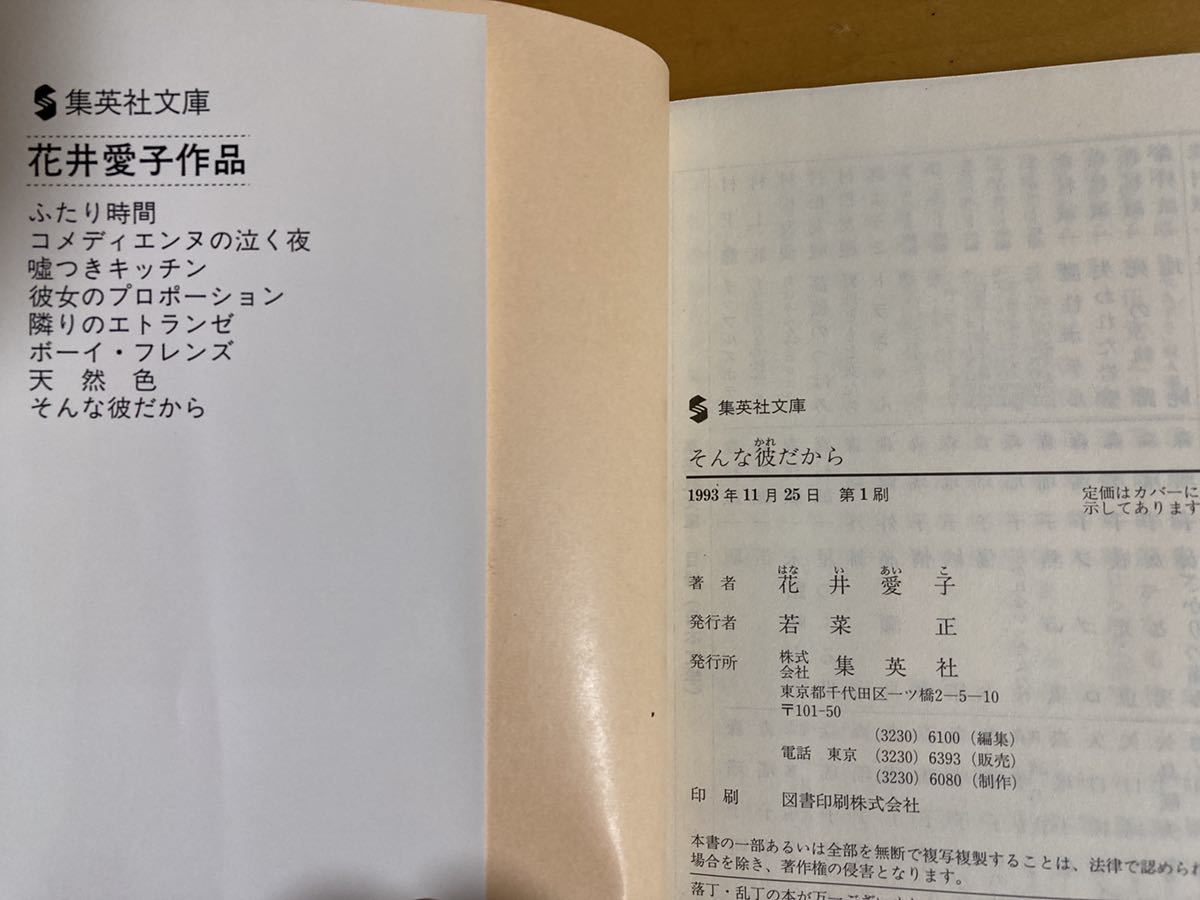 集英社文庫
花井愛子作品
ふたり時間
コメディエンヌの泣く夜
嘘つきキッチン
彼女のプロポーション
隣りのエトランゼ
ボーイ・フレンズ
天然色
そんな彼だから
集英社文庫
そんな彼だから
かれ
1993年11月25日 第1刷
定価はカバーに
示してあります
はな い あい こ
著者 花井愛子
発行者 若菜 正
発行所 株式会社 集英社
東京都千代田区一ツ橋2―5―10
〒101-50
(3230) 6100 (編集)
電話 東京 (3230) 6393 (販売)
(3230) 6080 (制作)
印刷 図書印刷株式会社
本書の一部あるいは全部を無断で複写複製することは、法律で認められ
場合を除き、著作権の侵害となります。
落丁・乱丁の本が万一ございま